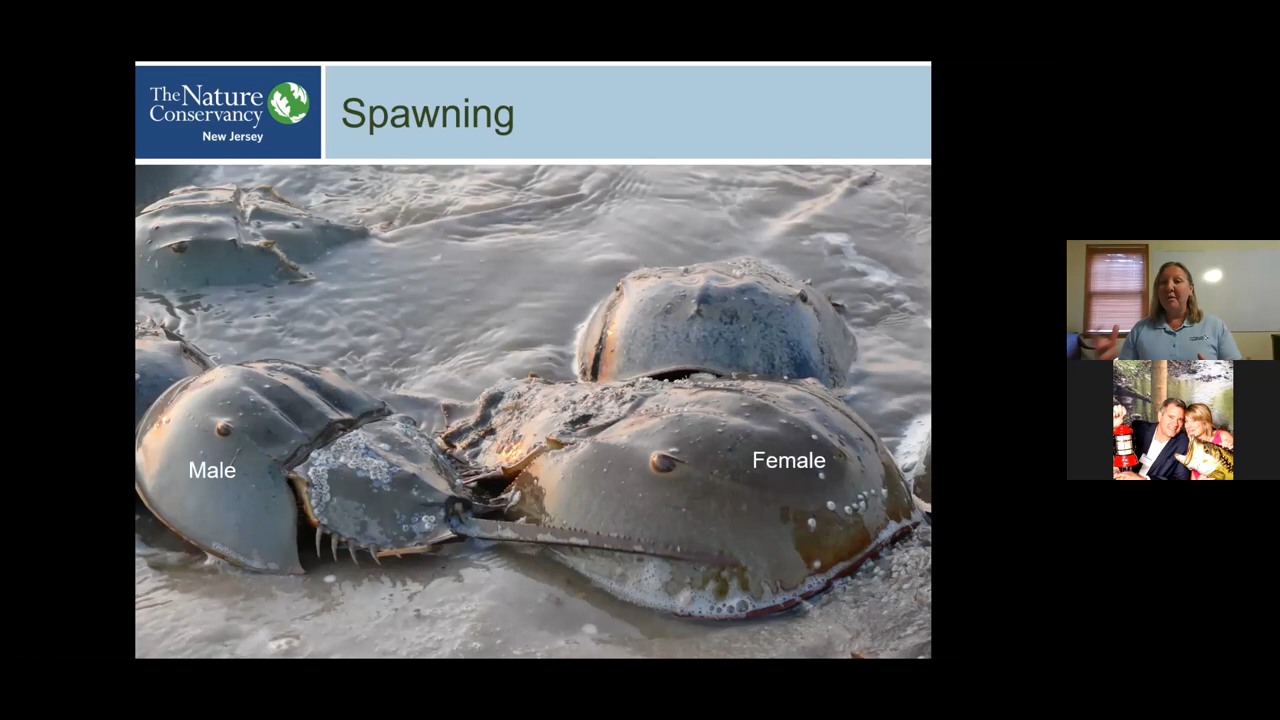 The Nature
Conservancy
New Jersey
Spawning
Male
Female